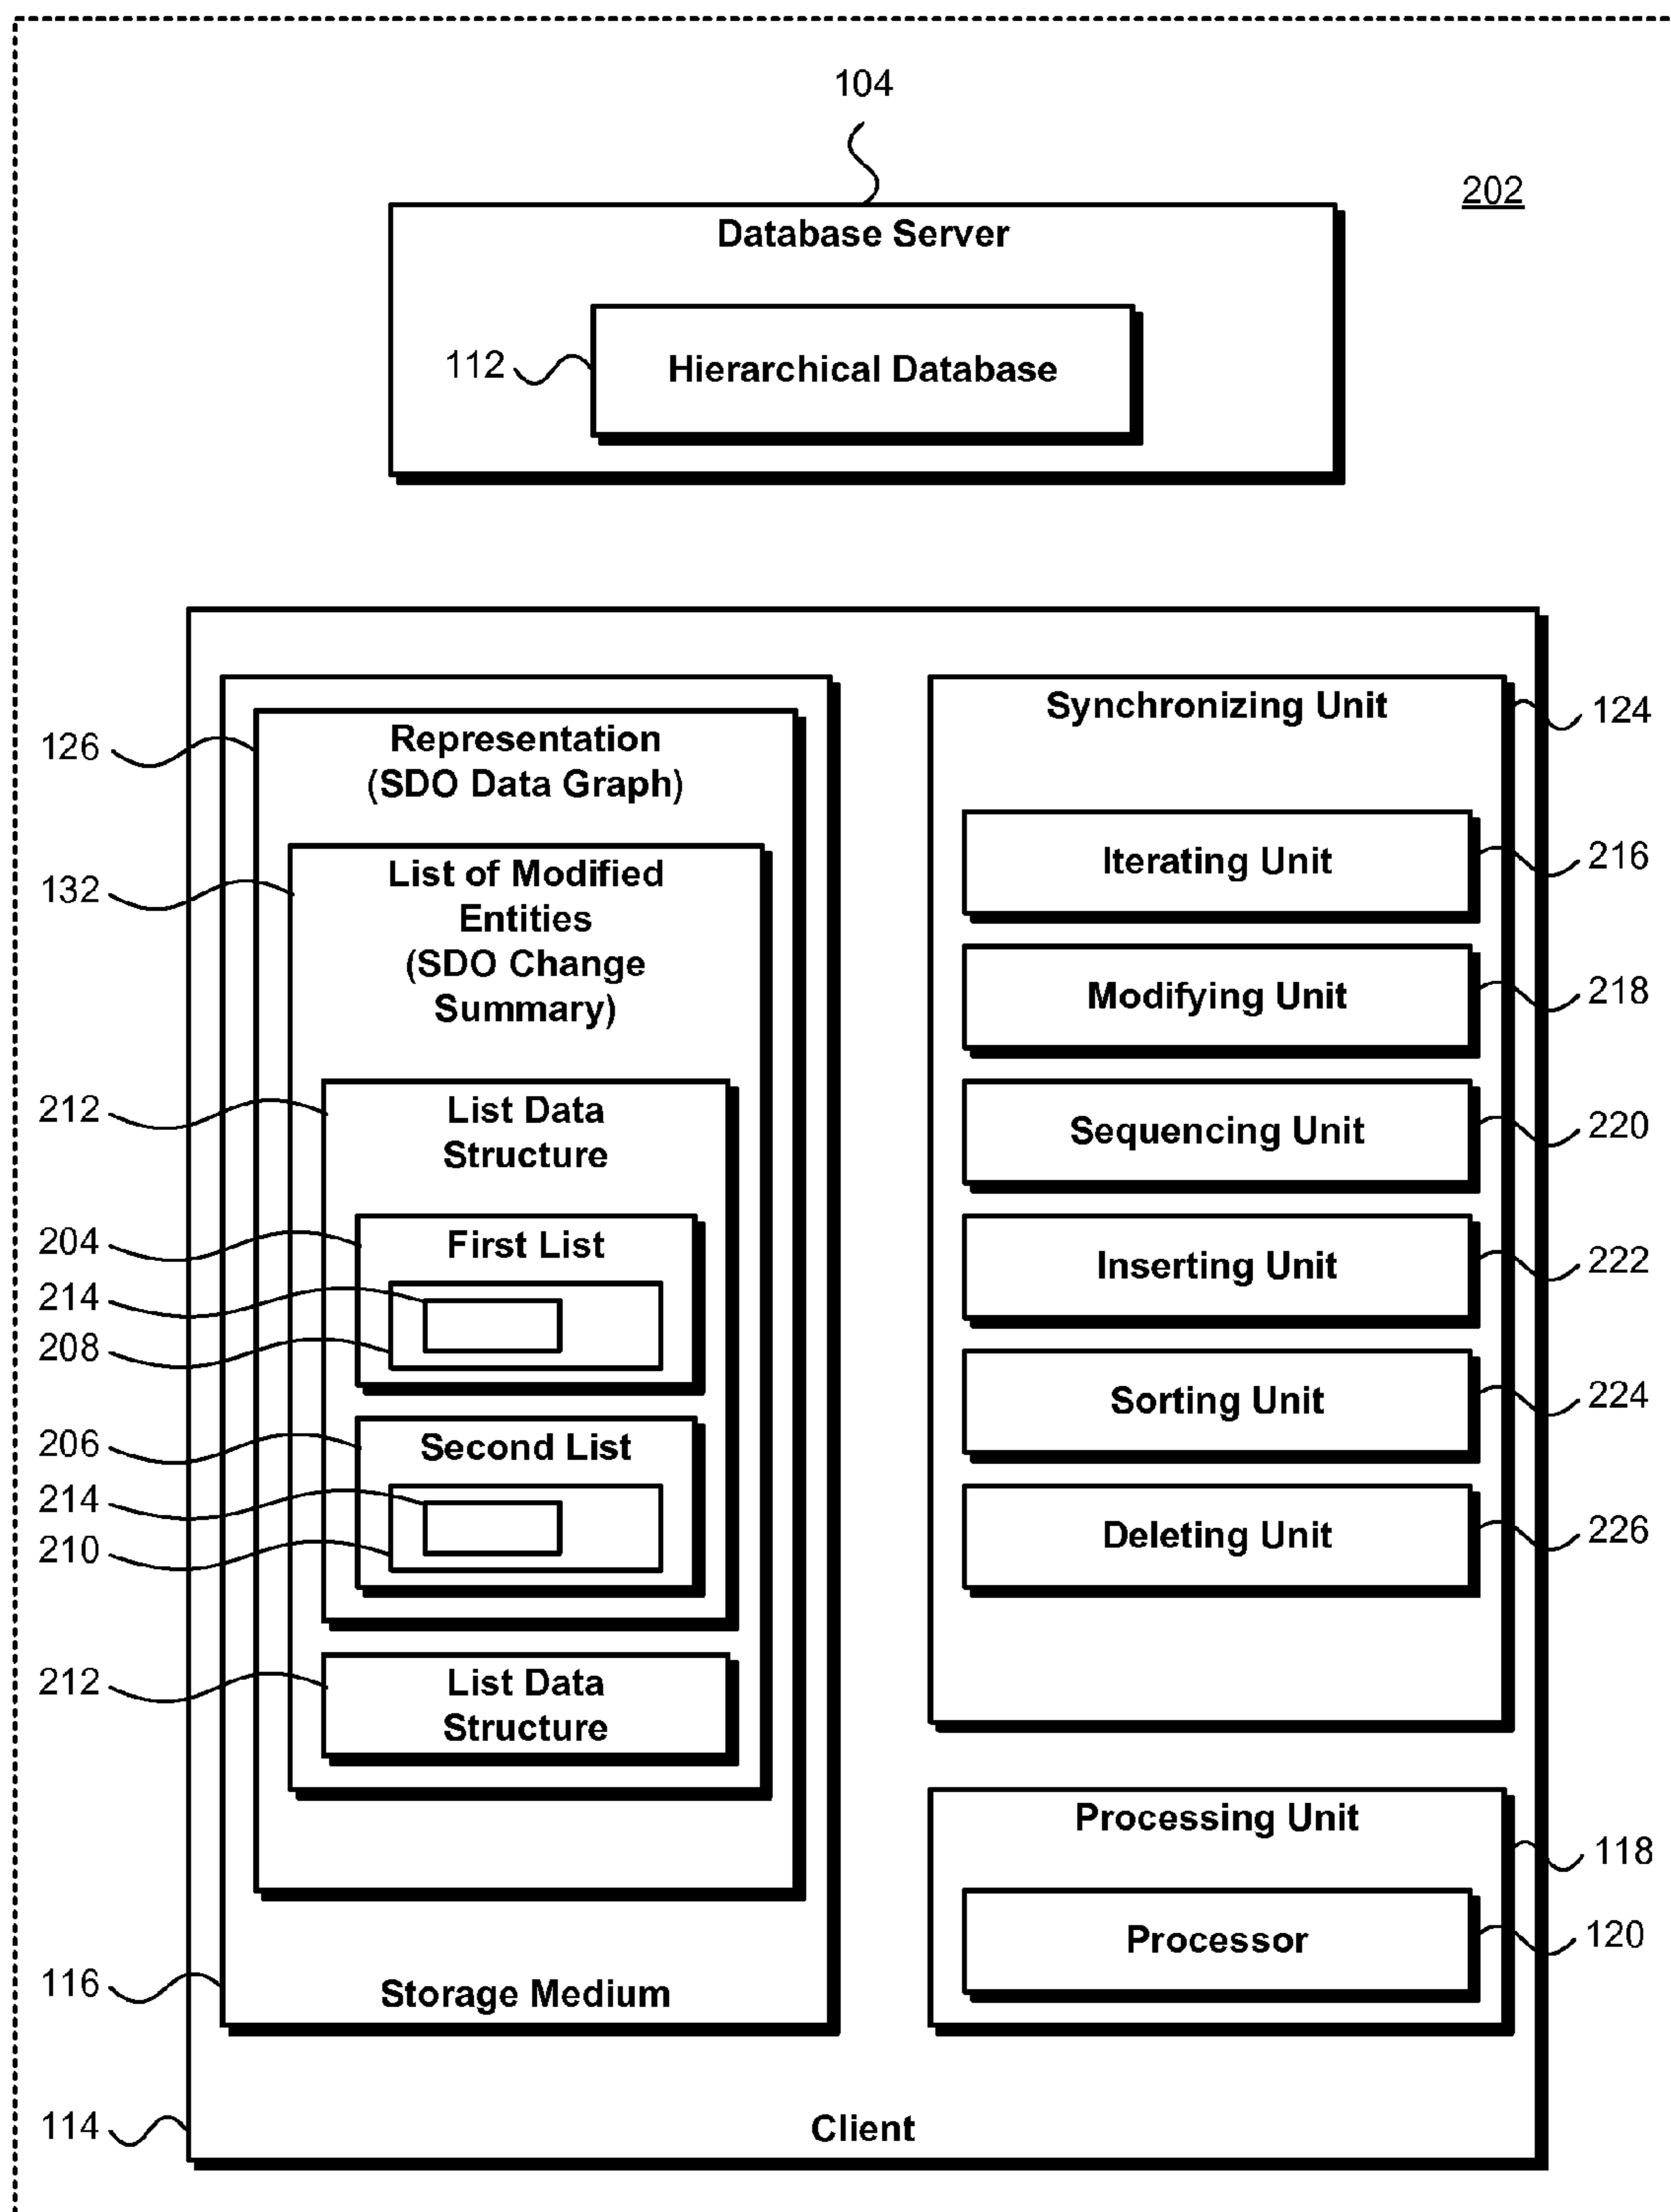 104
202
Database Server
112
Hierarchical Database
126
Representation
(SDO Data Graph)
132
List of Modified
Entities
(SDO Change
Summary)
212
List Data
Structure
204
First List
214
208
206
Second List
214
210
212
List Data
Structure
116
Storage Medium
Synchronizing Unit
124
Iterating Unit
216
Modifying Unit
218
Sequencing Unit
220
Inserting Unit
222
Sorting Unit
224
Deleting Unit
226
Processing Unit
118
Processor
120
114
Client